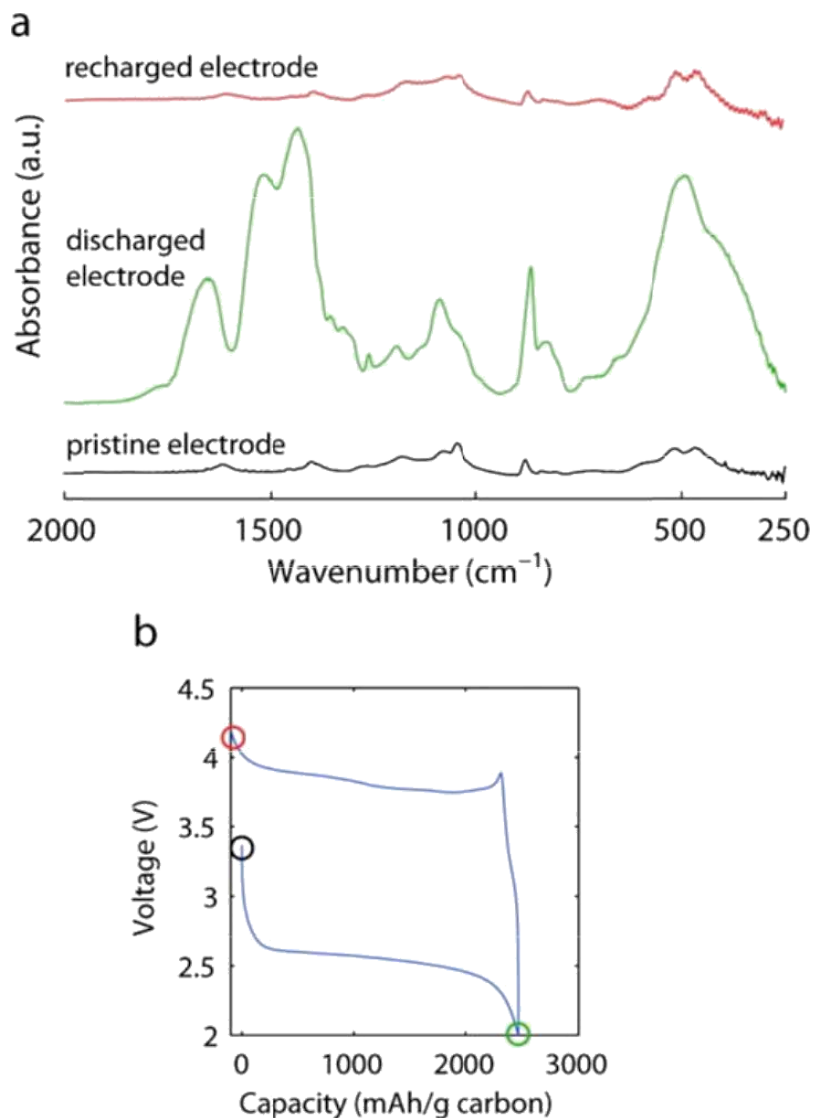 a
recharged electrode
discharged
electrode
pristine electrode
Absorbance (a.u.)
2000 1500 1000 500 250
Wavenumber (cm⁻¹)
b
4.5
4
3.5
3
2.5
2
Voltage (V)
0 1000 2000 3000
Capacity (mAh/g carbon)